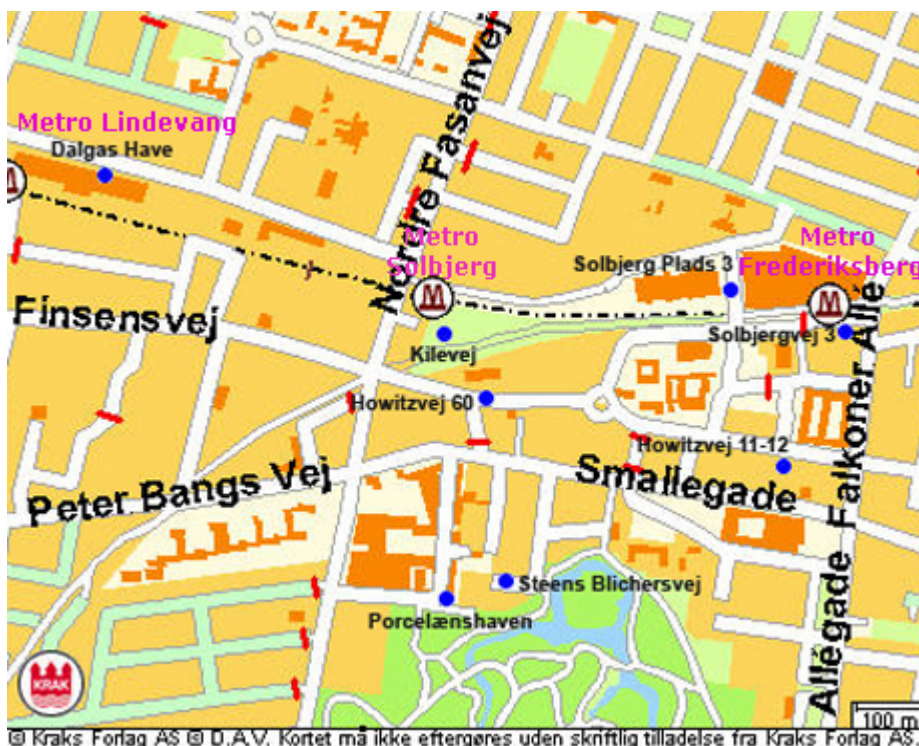 Nordre Fasanvej
Metro Lindevang
Dalgas Have
Metro
Solbjerg
Metro
Frederiksberg
Solbjerg Plads 3
Finsensvej
Kilevej
Solbjergvej 3
Howitzvej 60
Howitzvej 11-12
Peter Bangs Vej
Smallegade
Allégade Falkoner Alle
Steens Blichersvej
Porcelænshaven
KRAK
100 m
© Kraks Forlag AS © D.A.V. Kortet må ikke eftergøres uden skriftlig tilladelse fra Kraks Forlag AS